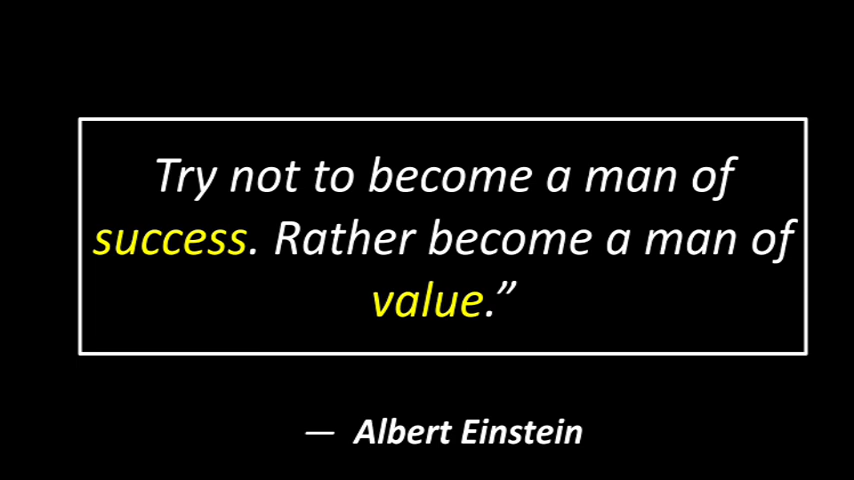 Try not to become a man of
success. Rather become a man of
value.”
— Albert Einstein